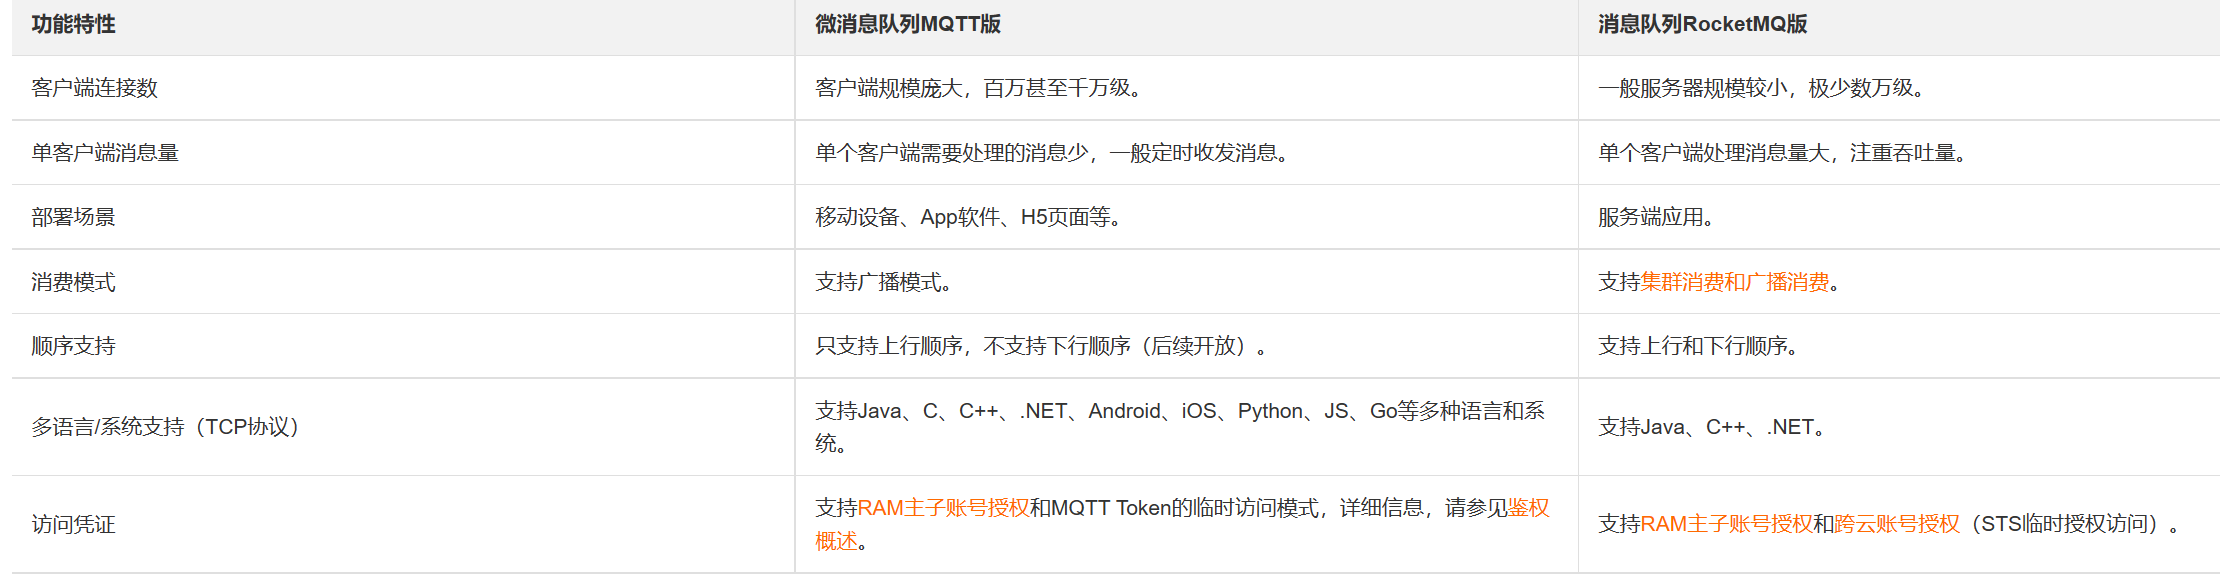 功能特性 微消息队列MQTT版 消息队列RocketMQ版
客户端连接数 客户端规模庞大，百万甚至千万级。 一般服务器规模较小，极少数万级。
单客户端消息量 单个客户端需要处理的消息少，一般定时收发消息。 单个客户端处理消息量大，注重吞吐量。
部署场景 移动设备、App软件、H5页面等。 服务端应用。
消费模式 支持广播模式。 支持集群消费和广播消费。
顺序支持 只支持上行顺序，不支持下行顺序（后续开放）。 支持上行和下行顺序。
多语言/系统支持（TCP协议） 支持Java、C、C++、.NET、Android、iOS、Python、JS、Go等多种语言和系
统。 支持Java、C++、.NET。
访问凭证 支持RAM主子账号授权和MQTT Token的临时访问模式，详细信息，请参见鉴权
概述。 支持RAM主子账号授权和跨云账号授权（STS临时授权访问）。